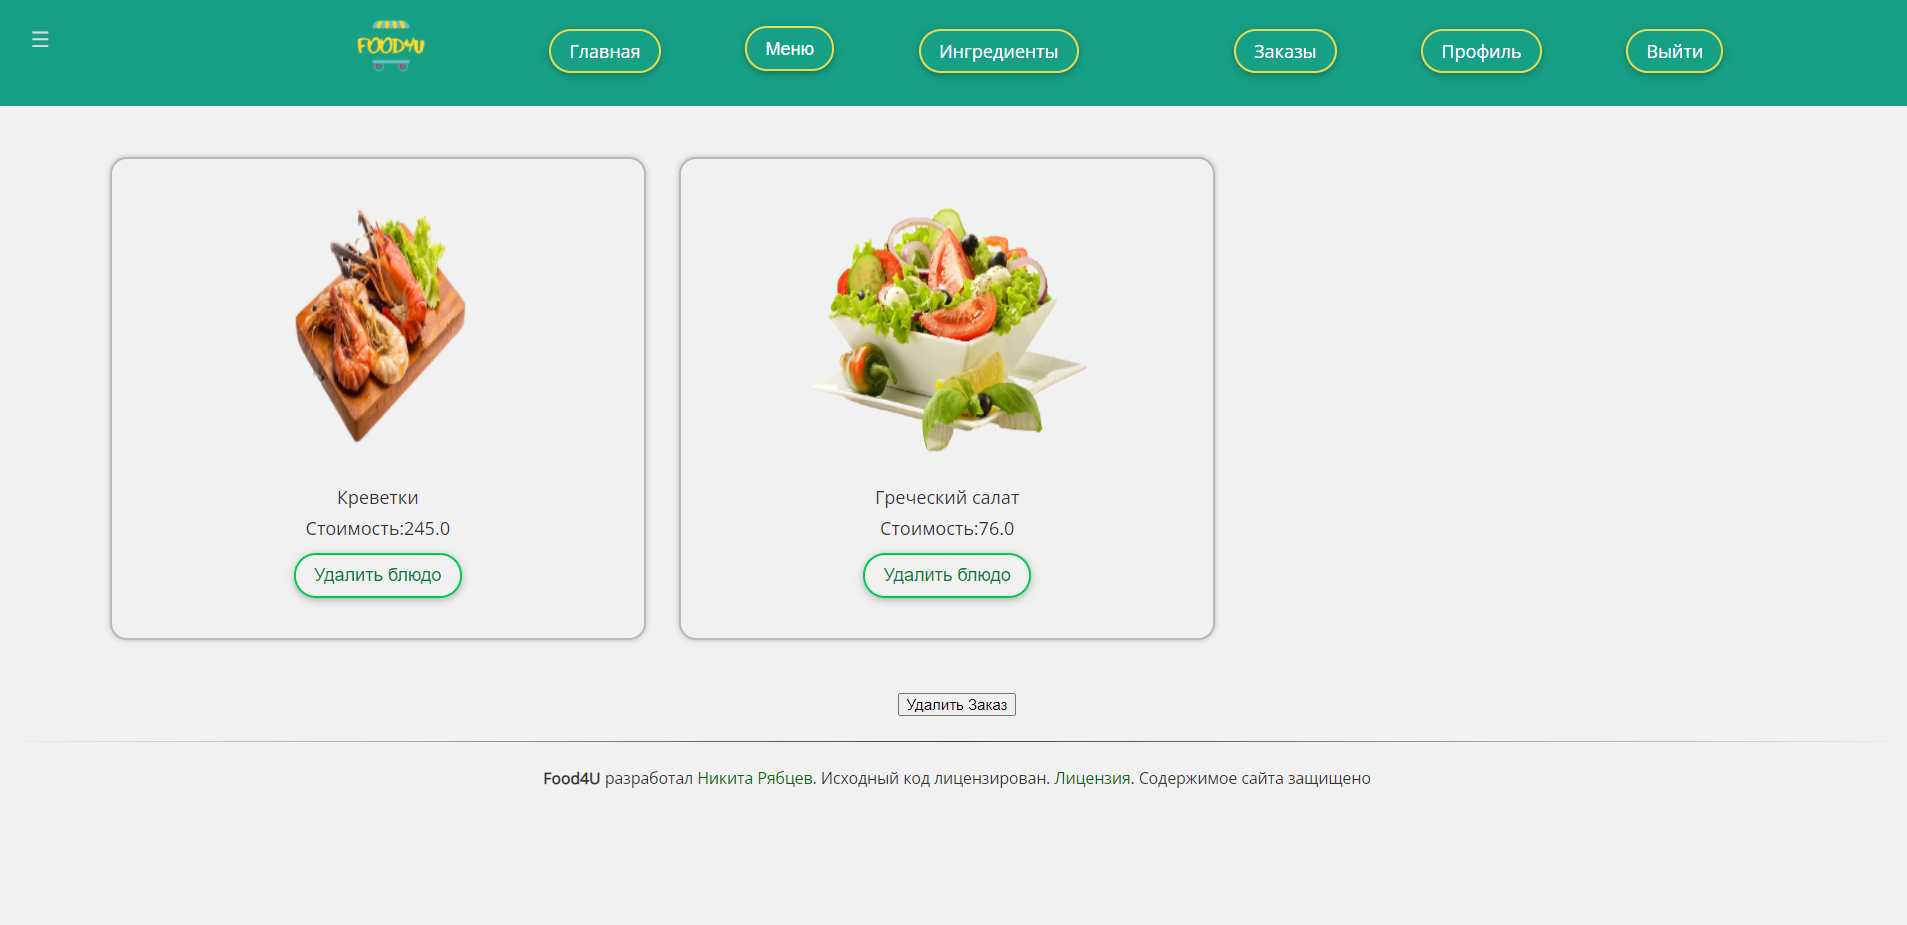 ☰
FOOD4U
Главная
Меню
Ингредиенты
Заказы
Профиль
Выйти
Креветки
Стоимость:245.0
Удалить блюдо
Греческий салат
Стоимость:76.0
Удалить блюдо
Удалить Заказ
Food4U разработал Никита Рябцев. Исходный код лицензирован. Лицензия. Содержимое сайта защищено